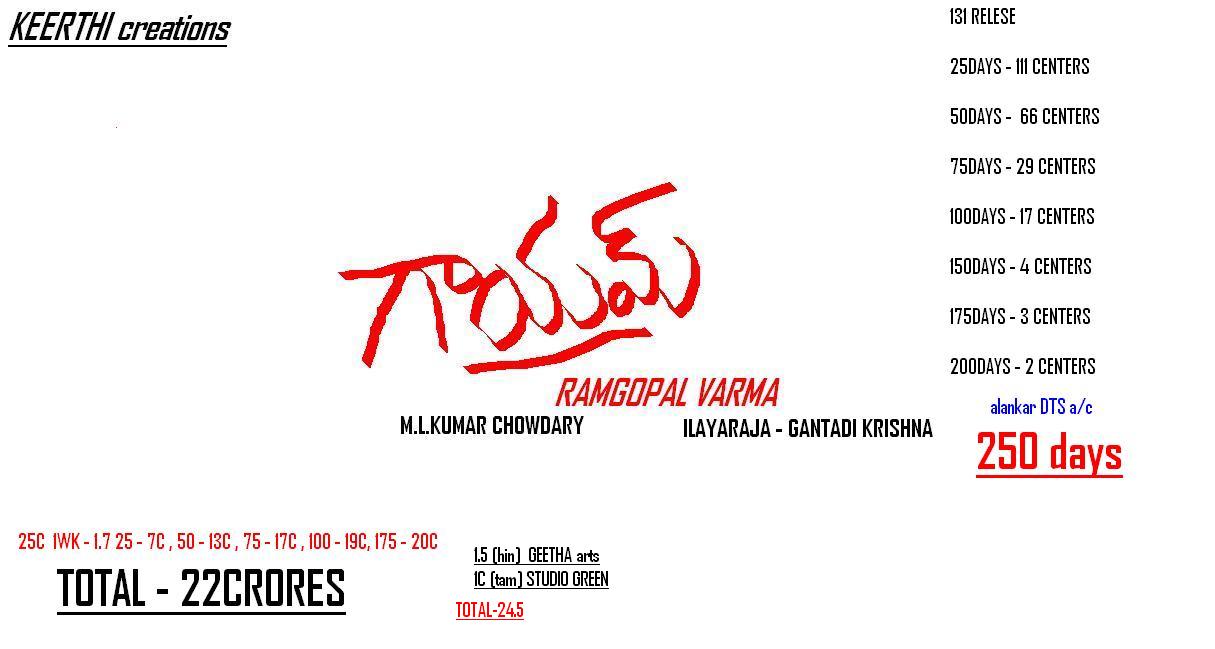 KEERTHI creations
131 RELESE
25DAYS - 111 CENTERS
50DAYS - 66 CENTERS
75DAYS - 29 CENTERS
100DAYS - 17 CENTERS
150DAYS - 4 CENTERS
175DAYS - 3 CENTERS
200DAYS - 2 CENTERS
alankar DTS a/c
250 days
గాయమ్
RAMGOPAL VARMA
M.L.KUMAR CHOWDARY
ILAYARAJA - GANTADI KRISHNA
25C 1WK - 1.7 25 - 7C , 50 - 13C , 75 - 17C , 100 - 19C, 175 - 20C
TOTAL - 22CRORES
1.5 (hin) GEETHA arts
1C (tam) STUDIO GREEN
TOTAL-24.5